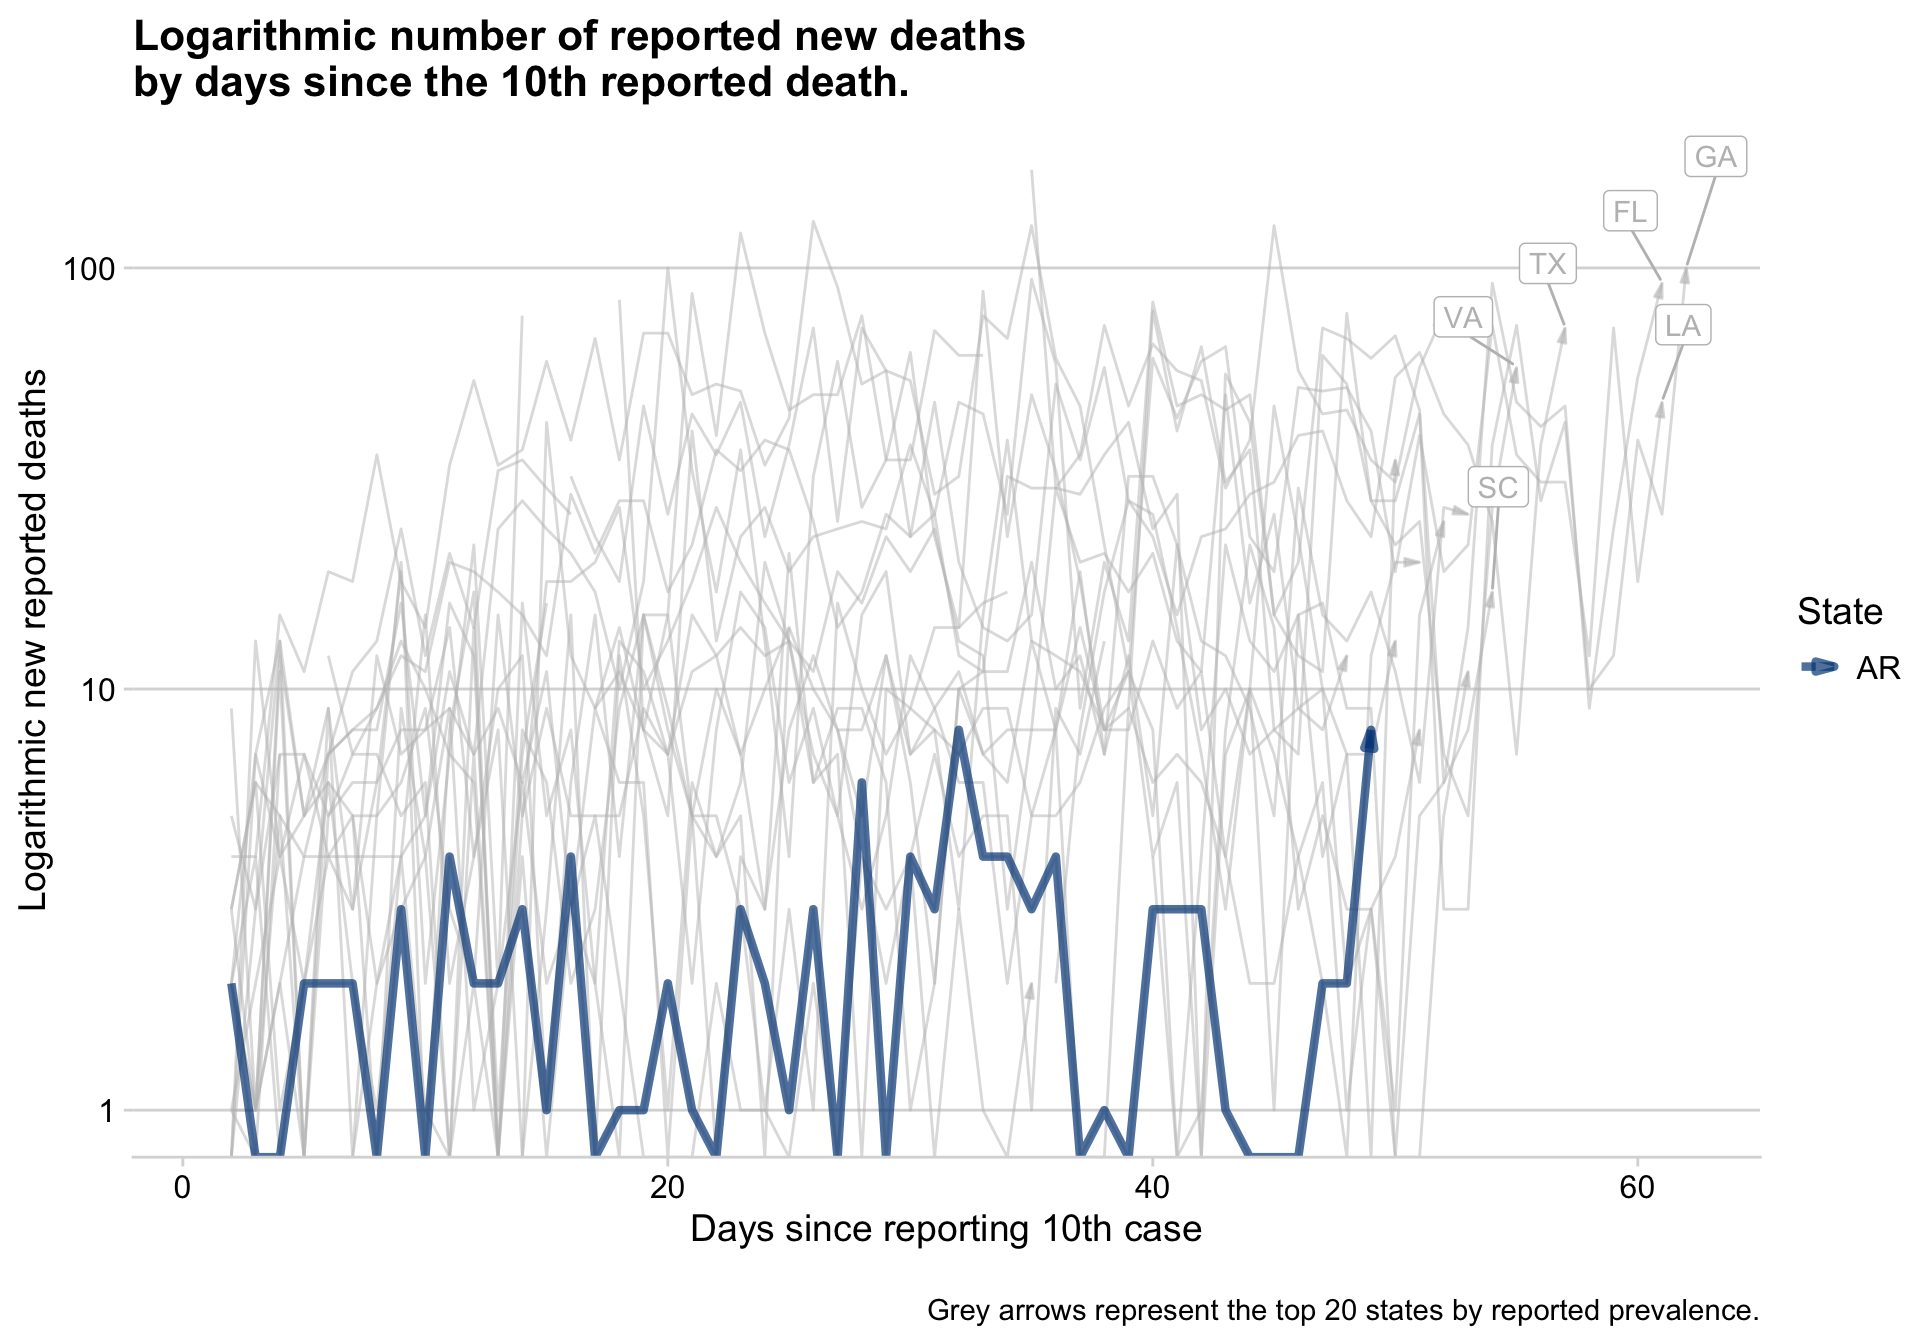 Logarithmic number of reported new deaths
by days since the 10th reported death.
GA
FL
TX
VA
LA
SC
100
10
1
Logarithmic new reported deaths
0 20 40 60
Days since reporting 10th case
State
AR
Grey arrows represent the top 20 states by reported prevalence.